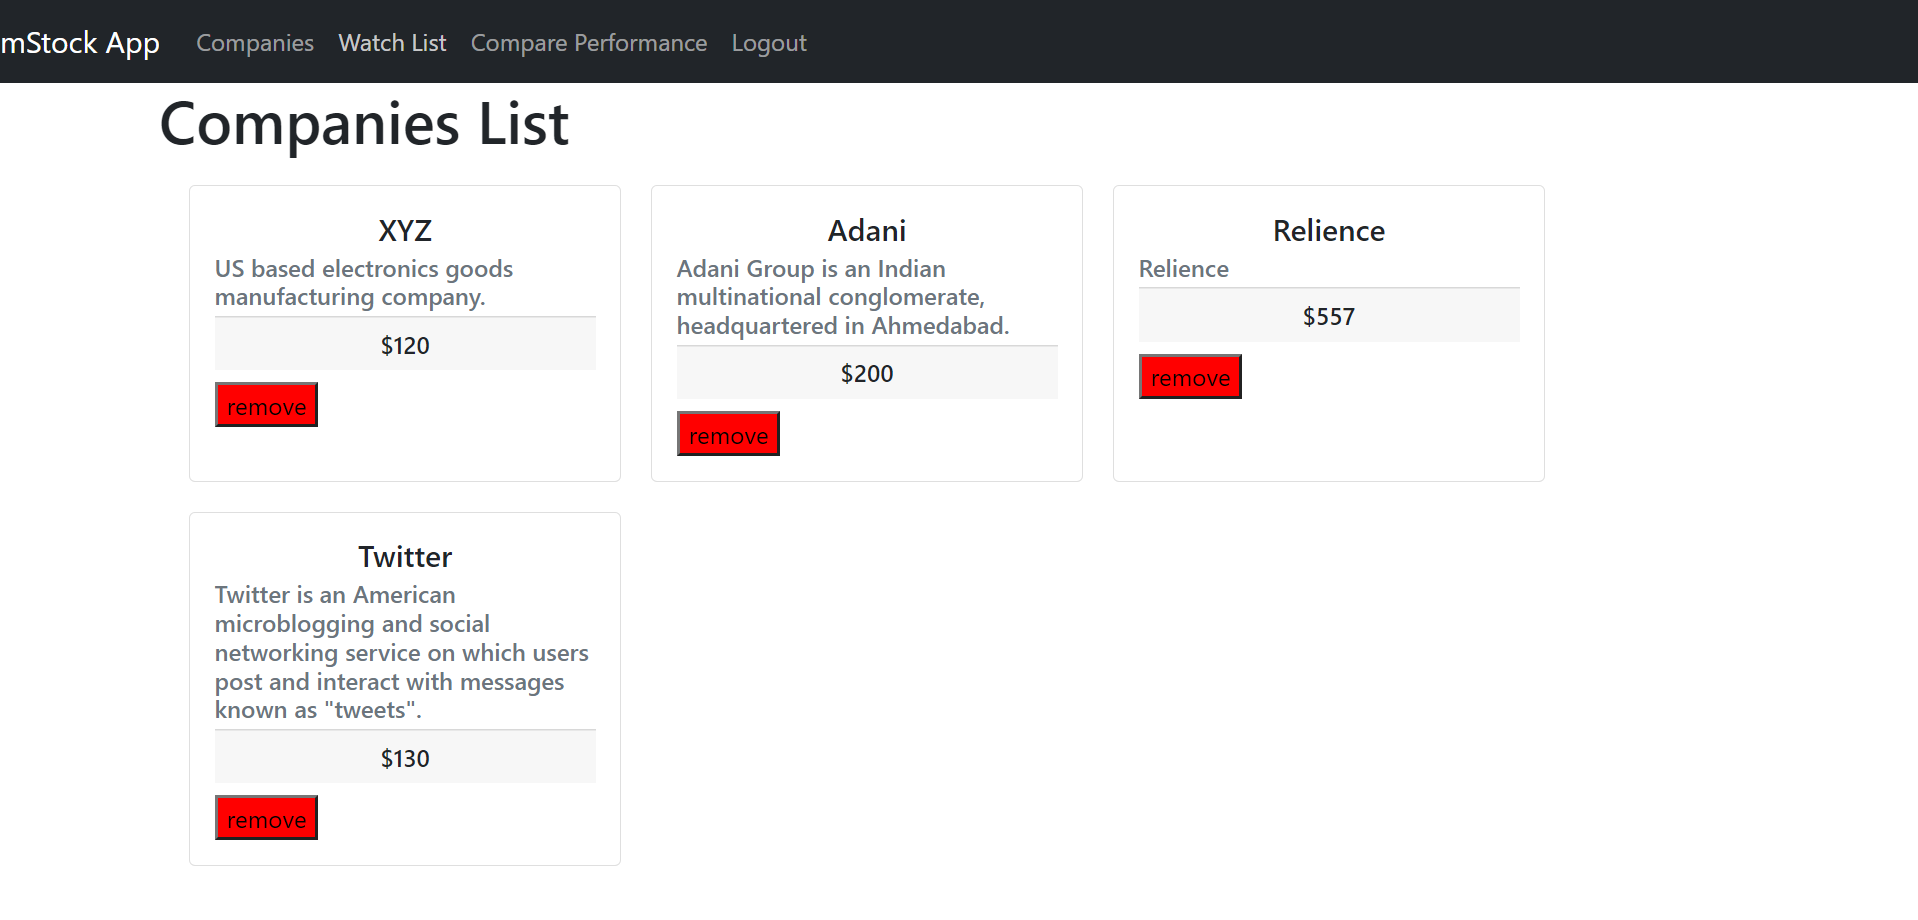 mStock App Companies Watch List Compare Performance Logout
Companies List
XYZ
US based electronics goods
manufacturing company.
$120
remove
Adani
Adani Group is an Indian
multinational conglomerate,
headquartered in Ahmedabad.
$200
remove
Relience
Relience
$557
remove
Twitter
Twitter is an American
microblogging and social
networking service on which users
post and interact with messages
known as "tweets".
$130
remove